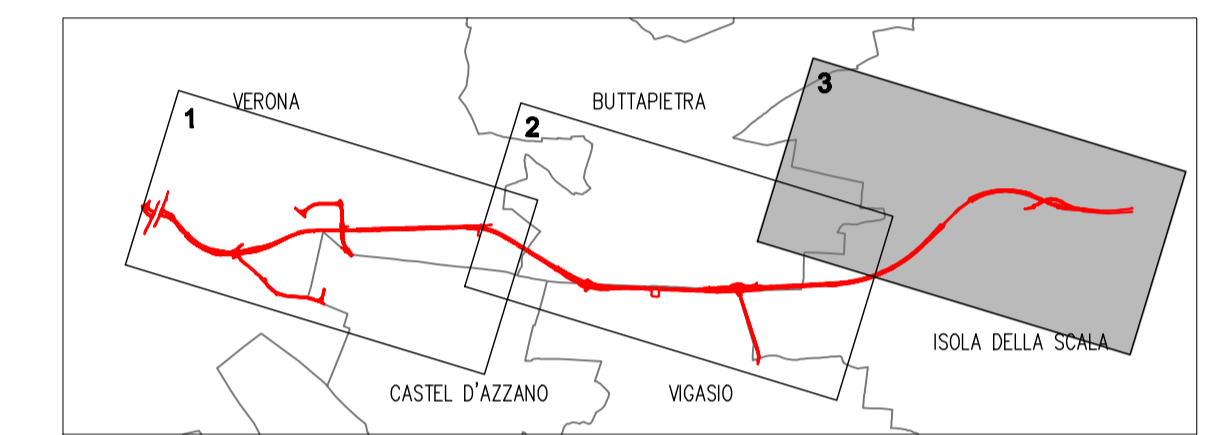 3
VERONA
BUTTAPIETRA
1
2
ISOLA DELLA SCALA
CASTEL D'AZZANO
VIGASIO